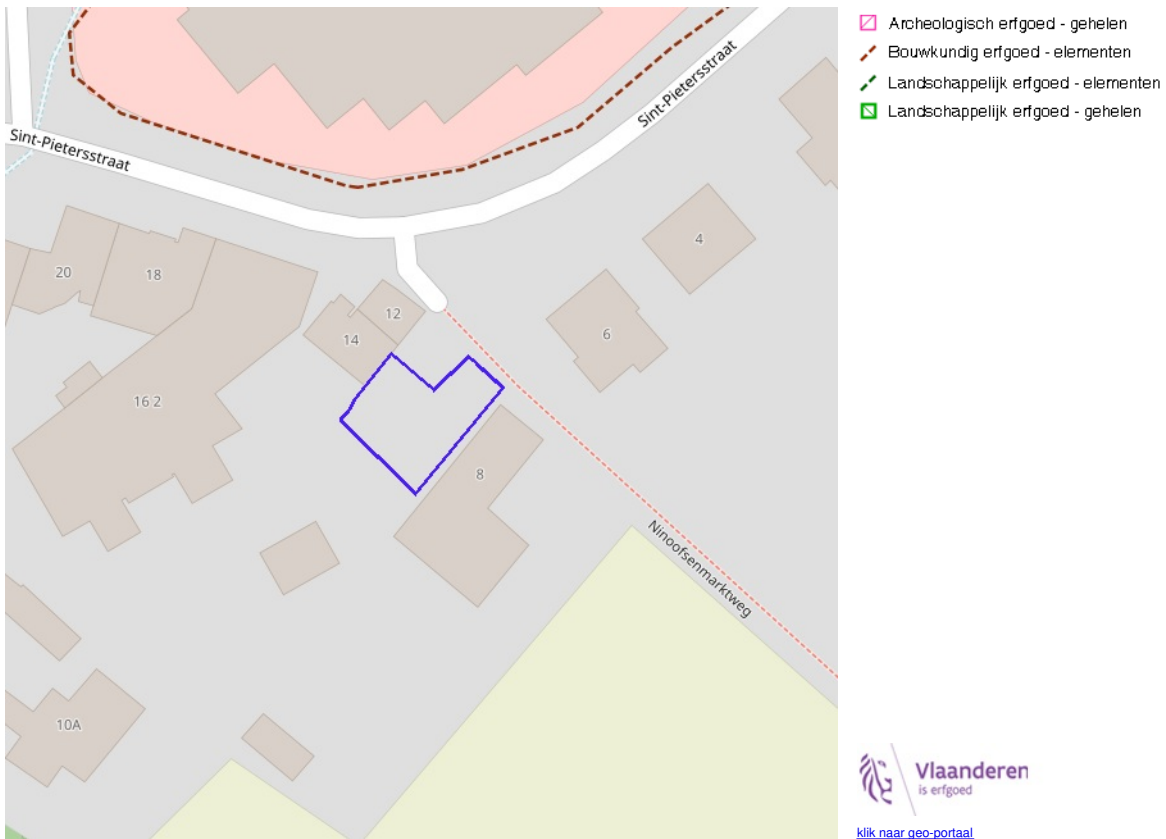 Archeologisch erfgoed - gehelen
Bouwkundig erfgoed - elementen
Landschappelijk erfgoed - elementen
Landschappelijk erfgoed - gehelen
Sint-Pietersstraat
Sint-Pietersstraat
4
20
18
12
14
6
16 2
8
Ninoofsenmarktweg
10A
Vlaanderen
is erfgoed
klik naar geo-portaal